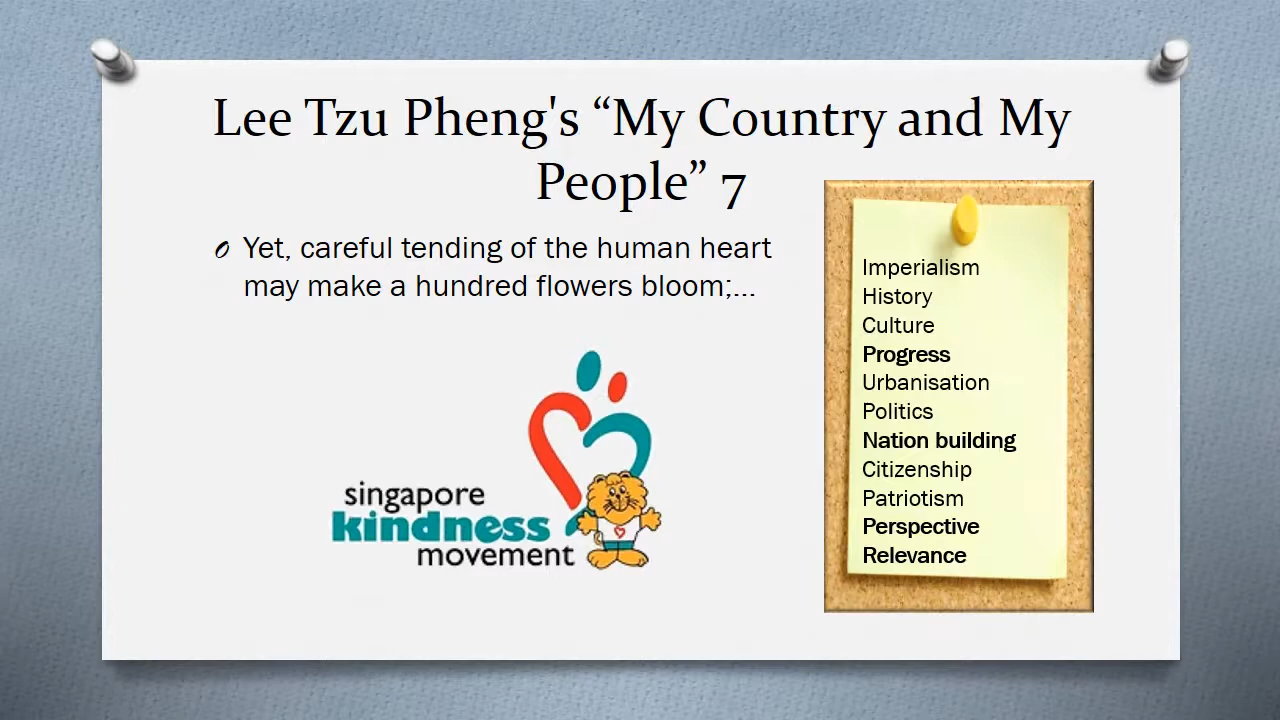 Lee Tzu Pheng's “My Country and My
People” 7
Yet, careful tending of the human heart
may make a hundred flowers bloom;...
singapore
kindness
movement
Imperialism
History
Culture
Progress
Urbanisation
Politics
Nation building
Citizenship
Patriotism
Perspective
Relevance